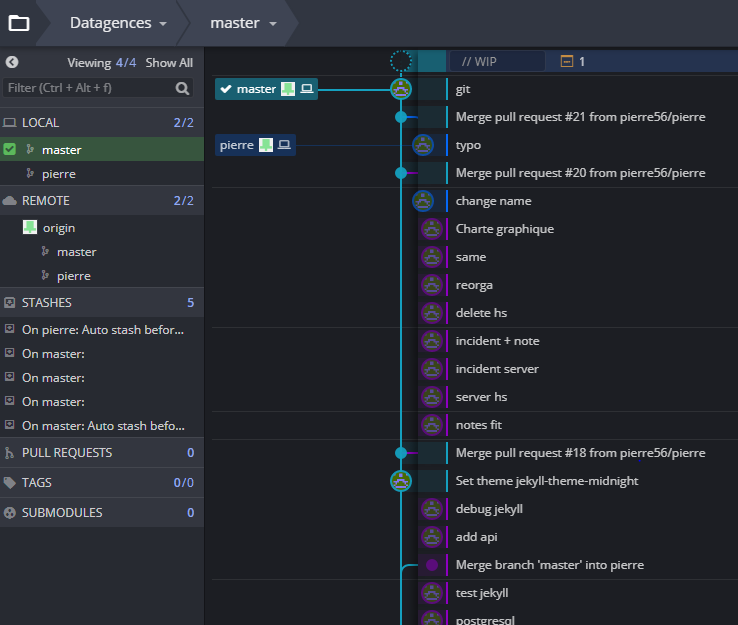 Datagences
master
Viewing 4/4 Show All
Filter (Ctrl + Alt + f)
LOCAL 2/2
master
pierre
REMOTE 2/2
origin
master
pierre
STASHES 5
On pierre: Auto stash befor...
On master:
On master:
On master:
On master: Auto stash befo...
PULL REQUESTS 0
TAGS 0/0
SUBMODULES 0
// WIP 1
master git
Merge pull request #21 from pierre56/pierre
pierre typo
Merge pull request #20 from pierre56/pierre
change name
Charte graphique
same
reorga
delete hs
incident + note
incident server
server hs
notes fit
Merge pull request #18 from pierre56/pierre
Set theme jekyll-theme-midnight
debug jekyll
add api
Merge branch 'master' into pierre
test jekyll
postgresql